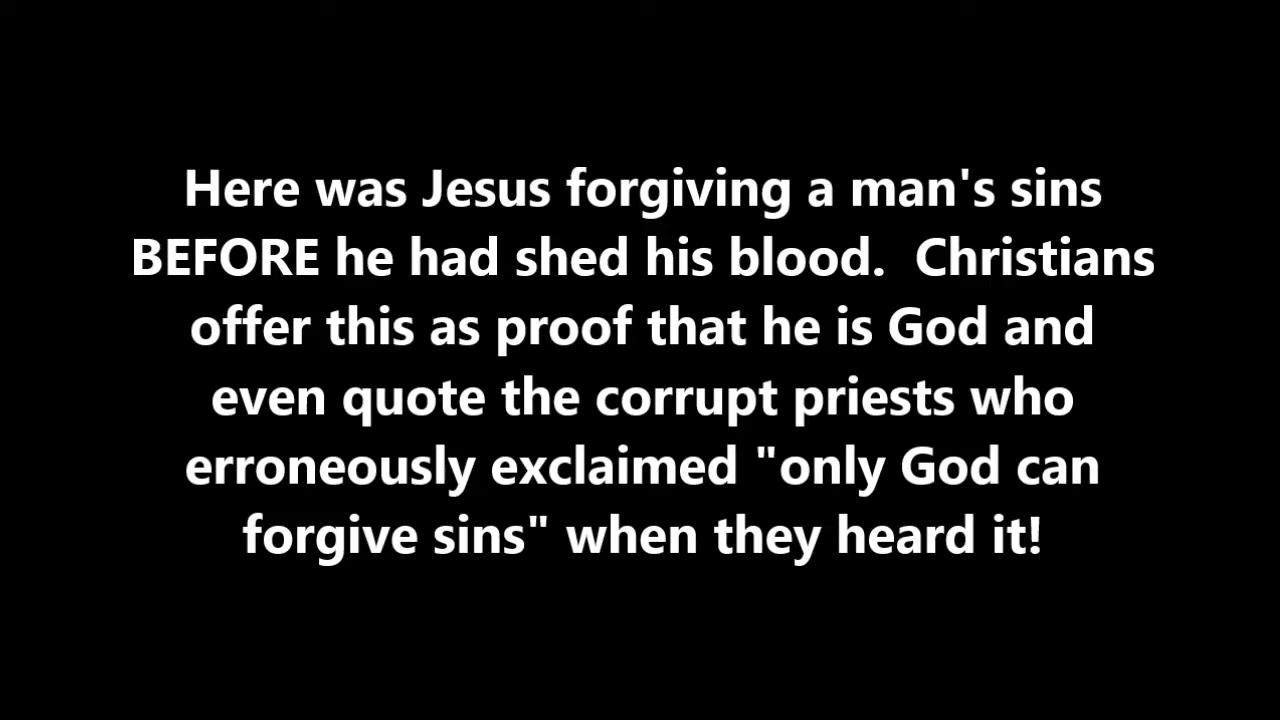 Here was Jesus forgiving a man's sins
BEFORE he had shed his blood.  Christians
offer this as proof that he is God and
even quote the corrupt priests who
erroneously exclaimed "only God can
forgive sins" when they heard it!